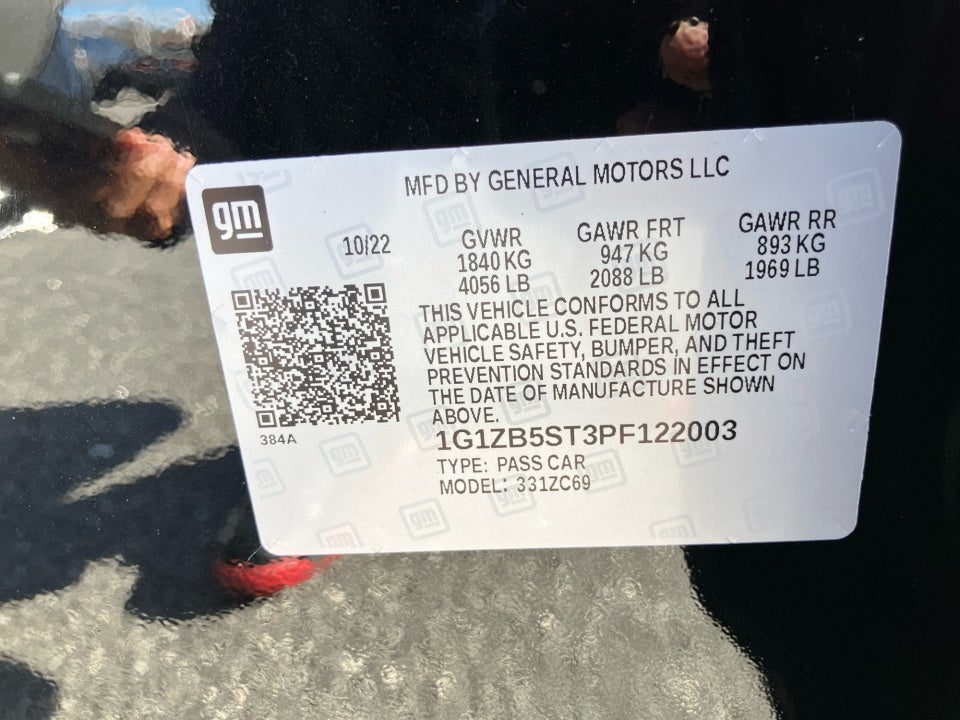 gm
MFD BY GENERAL MOTORS LLC
10/22
GVWR
1840 KG
4056 LB
GAWR FRT
947 KG
2088 LB
GAWR RR
893 KG
1969 LB
THIS VEHICLE CONFORMS TO ALL
APPLICABLE U.S. FEDERAL MOTOR
VEHICLE SAFETY, BUMPER, AND THEFT
PREVENTION STANDARDS IN EFFECT ON
THE DATE OF MANUFACTURE SHOWN
ABOVE.
384A
1G1ZB5ST3PF122003
TYPE: PASS CAR
MODEL: 331ZC69